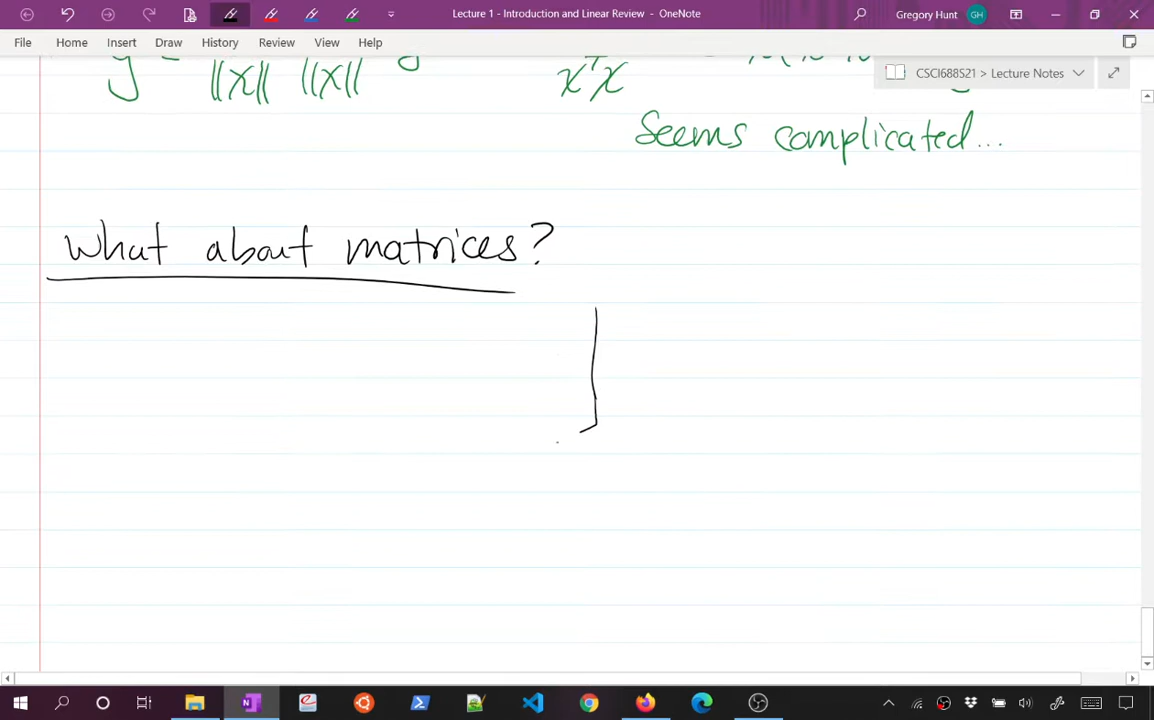 Lecture 1 - Introduction and Linear Review - OneNote
Gregory Hunt GH
File Home Insert Draw History Review View Help
CSCI688S21 > Lecture Notes
||x|| ||x||
Seems complicated...
What about matrices?